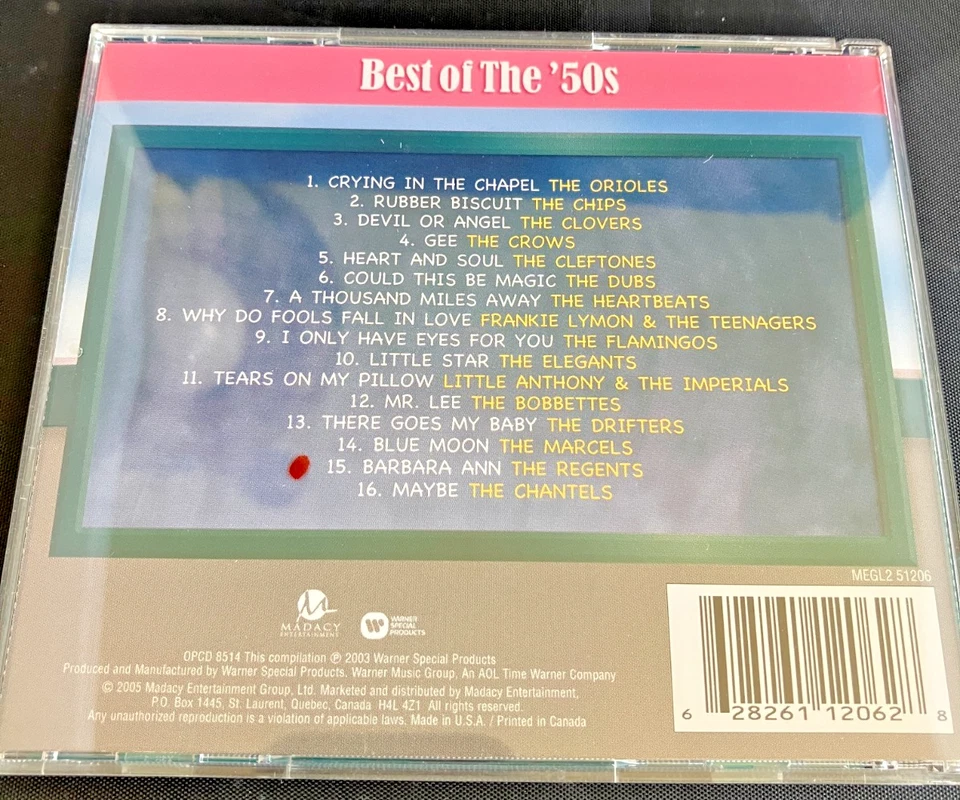 Best of The '50s
1. CRYING IN THE CHAPEL THE ORIOLES
2. RUBBER BISCUIT THE CHIPS
3. DEVIL OR ANGEL THE CLOVERS
4. GEE THE CROWS
5. HEART AND SOUL THE CLEFTONES
6. COULD THIS BE MAGIC THE DUBS
7. A THOUSAND MILES AWAY THE HEARTBEATS
8. WHY DO FOOLS FALL IN LOVE FRANKIE LYMON & THE TEENAGERS
9. I ONLY HAVE EYES FOR YOU THE FLAMINGOS
10. LITTLE STAR THE ELEGANTS
11. TEARS ON MY PILLOW LITTLE ANTHONY & THE IMPERIALS
12. MR. LEE THE BOBBETTES
13. THERE GOES MY BABY THE DRIFTERS
14. BLUE MOON THE MARCELS
15. BARBARA ANN THE REGENTS
16. MAYBE THE CHANTELS
MEGL2 51206
MADACY
ENTERTAINMENT
WARNER
SPECIAL
PRODUCTS
OPCD 8514 This compilation ℗ 2003 Warner Special Products
Produced and Manufactured by Warner Special Products. Warner Music Group, An AOL Time Warner Company
© 2005 Madacy Entertainment Group, Ltd. Marketed and distributed by Madacy Entertainment,
P.O. Box 1445, St. Laurent, Quebec, Canada H4L 4Z1 All rights reserved.
Any unauthorized reproduction is a violation of applicable laws. Made in U.S.A. / Printed in Canada
6 28261 12062 8